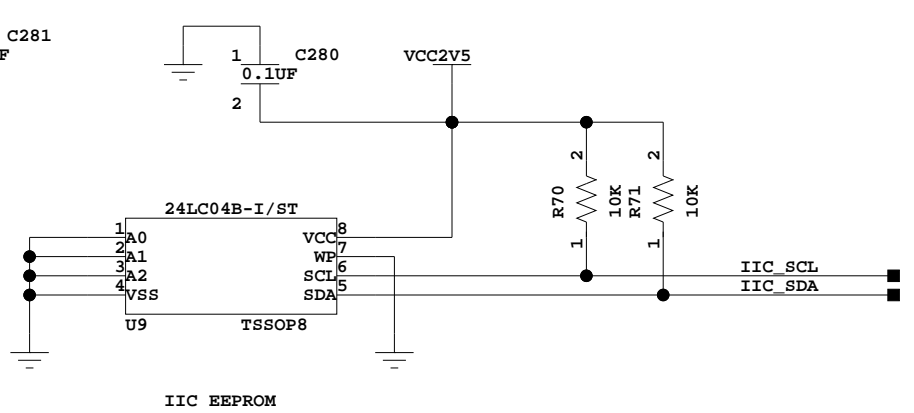 C281
F
1
C280
0.1UF
2
VCC2V5
2
2
R70
10K
R71
10K
1
1
24LC04B-I/ST
1
A0
VCC
8
2
A1
WP
7
3
A2
SCL
6
4
VSS
SDA
5
IIC_SCL
IIC_SDA
U9
TSSOP8
IIC EEPROM